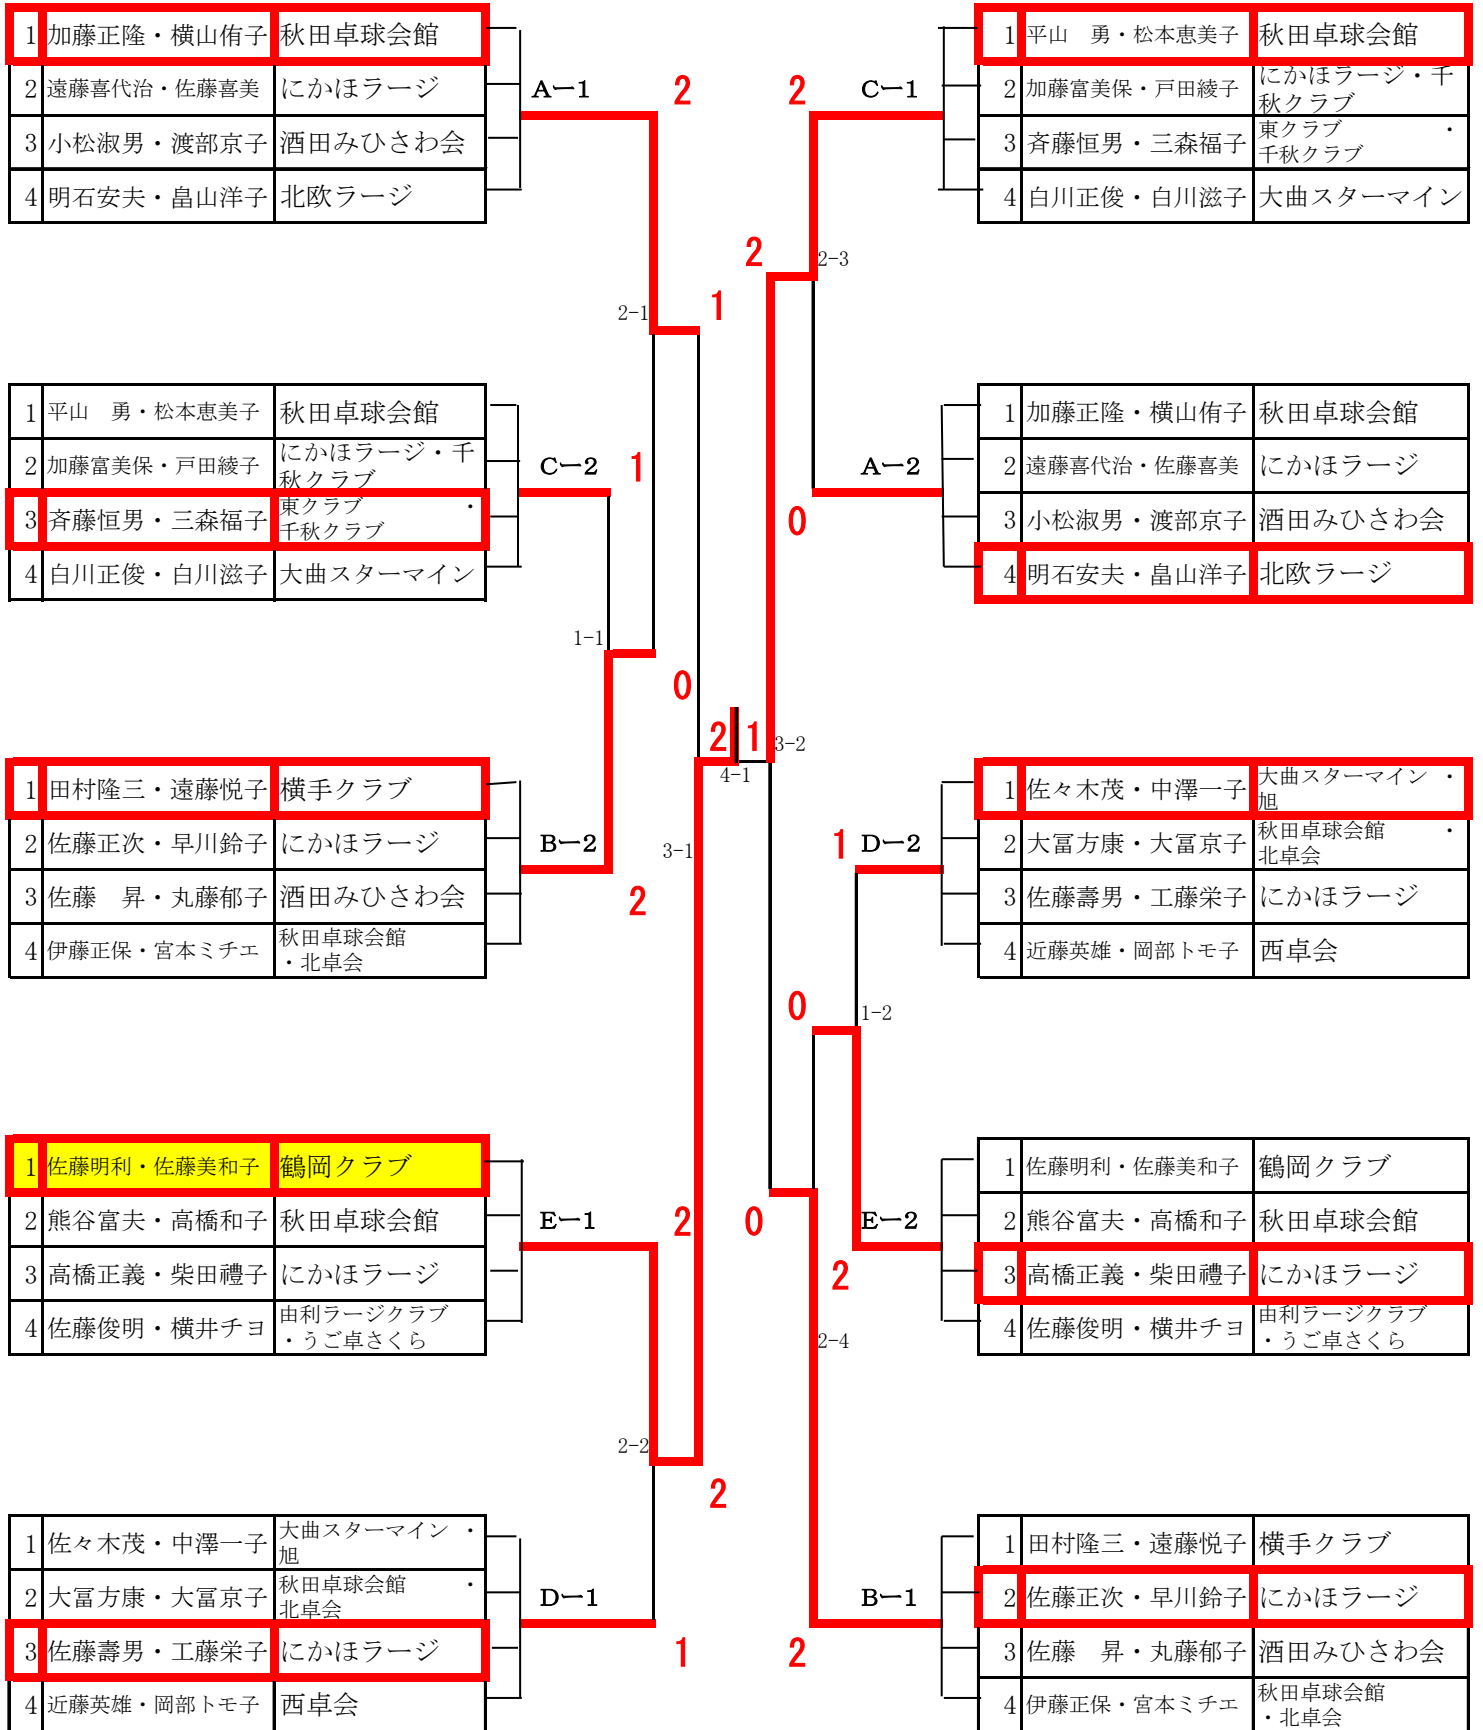 1 加藤正隆・横山侑子 秋田卓球会館
2 遠藤喜代治・佐藤喜美 にかほラージ
3 小松淑男・渡部京子 酒田みひさわ会
4 明石安夫・畠山洋子 北欧ラージ
A－1
2
2
C－1
1 平山　勇・松本恵美子 秋田卓球会館
2 加藤富美保・戸田綾子 にかほラージ・千
秋クラブ
3 斉藤恒男・三森福子 東クラブ　　　・
千秋クラブ
4 白川正俊・白川滋子 大曲スターマイン
2
2-3
2-1
1
1 平山　勇・松本恵美子 秋田卓球会館
2 加藤富美保・戸田綾子 にかほラージ・千
秋クラブ
3 斉藤恒男・三森福子 東クラブ　　　・
千秋クラブ
4 白川正俊・白川滋子 大曲スターマイン
C－2
1
A－2
0
1 加藤正隆・横山侑子 秋田卓球会館
2 遠藤喜代治・佐藤喜美 にかほラージ
3 小松淑男・渡部京子 酒田みひさわ会
4 明石安夫・畠山洋子 北欧ラージ
1-1
0
2 1
3-2
4-1
1 田村隆三・遠藤悦子 横手クラブ
2 佐藤正次・早川鈴子 にかほラージ
3 佐藤　昇・丸藤郁子 酒田みひさわ会
4 伊藤正保・宮本ミチエ 秋田卓球会館
・北卓会
B－2
3-1
2
1
D－2
1 佐々木茂・中澤一子 大曲スターマイン・
旭
2 大冨方康・大冨京子 秋田卓球会館　　・
北卓会
3 佐藤壽男・工藤栄子 にかほラージ
4 近藤英雄・岡部トモ子 西卓会
0
1-2
1 佐藤明利・佐藤美和子 鶴岡クラブ
2 熊谷富夫・高橋和子 秋田卓球会館
3 高橋正義・柴田禮子 にかほラージ
4 佐藤俊明・横井チヨ 由利ラージクラブ
・うご卓さくら
E－1
2
0
E－2
2
1 佐藤明利・佐藤美和子 鶴岡クラブ
2 熊谷富夫・高橋和子 秋田卓球会館
3 高橋正義・柴田禮子 にかほラージ
4 佐藤俊明・横井チヨ 由利ラージクラブ
・うご卓さくら
2-4
2-2
2
1 佐々木茂・中澤一子 大曲スターマイン・
旭
2 大冨方康・大冨京子 秋田卓球会館　　・
北卓会
3 佐藤壽男・工藤栄子 にかほラージ
4 近藤英雄・岡部トモ子 西卓会
D－1
1
2
B－1
1 田村隆三・遠藤悦子 横手クラブ
2 佐藤正次・早川鈴子 にかほラージ
3 佐藤　昇・丸藤郁子 酒田みひさわ会
4 伊藤正保・宮本ミチエ 秋田卓球会館
・北卓会